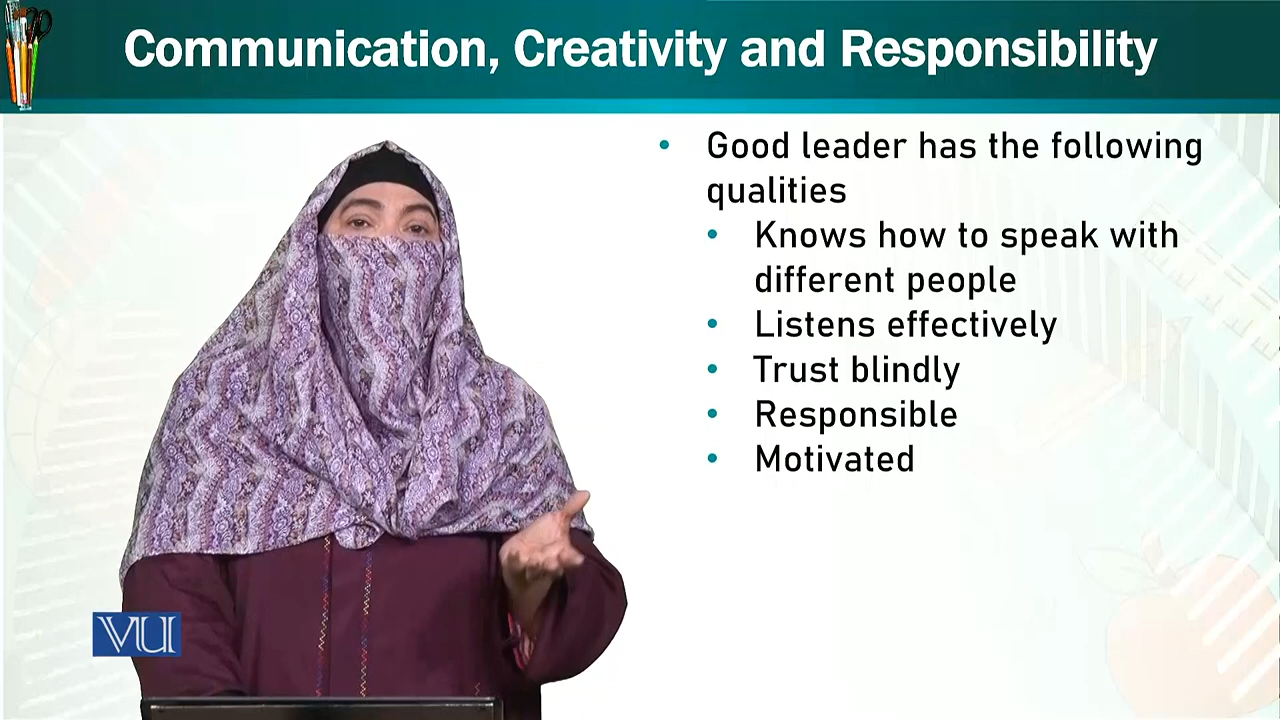 Communication, Creativity and Responsibility
• Good leader has the following
qualities
• Knows how to speak with
different people
• Listens effectively
• Trust blindly
• Responsible
• Motivated
VU